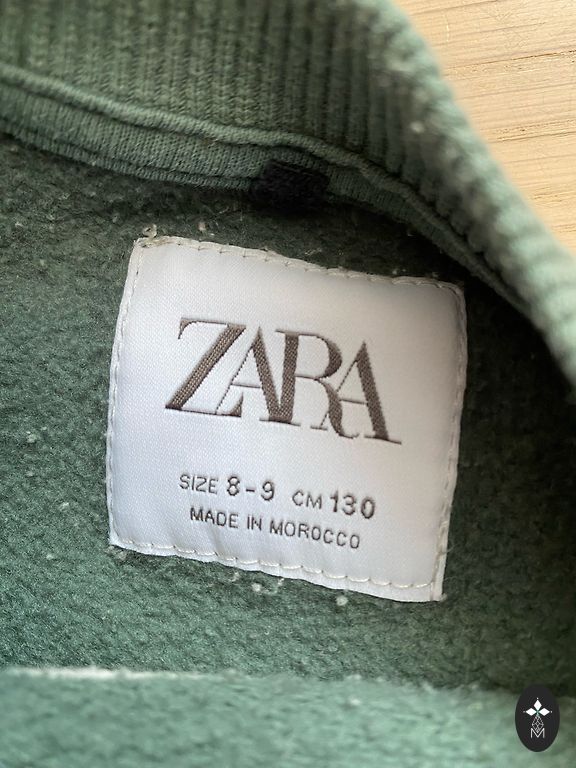 ZARA
SIZE 8-9 CM 130
MADE IN MOROCCO
M